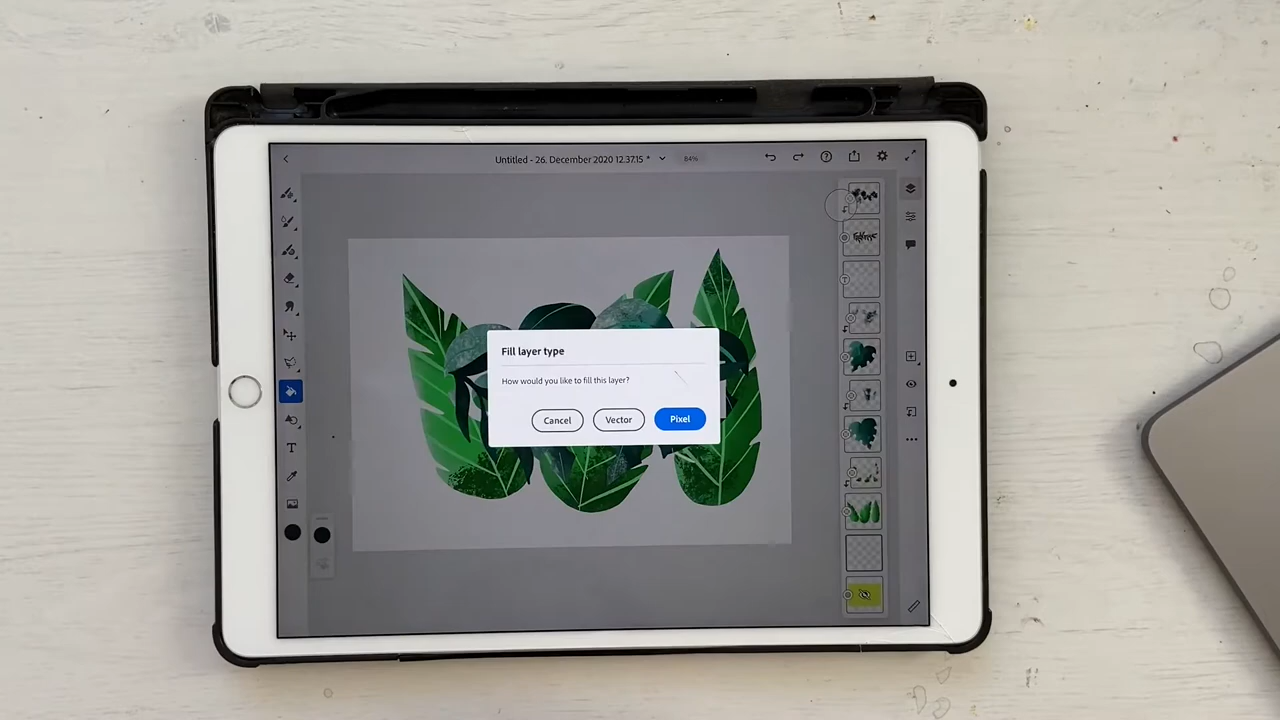 Untitled - 26. December 2020 12.37.15 *
84%
Fill layer type
How would you like to fill this layer?
Cancel
Vector
Pixel
T